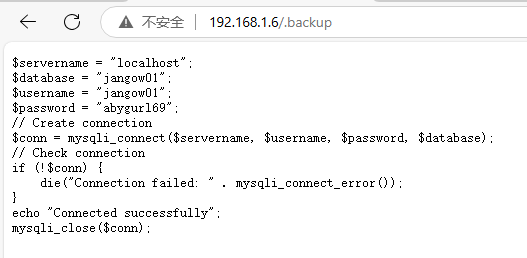 不安全 192.168.1.6/.backup
$servername = "localhost";
$database = "jangow01";
$username = "jangow01";
$password = "abygurl69";
// Create connection
$conn = mysqli_connect($servername, $username, $password, $database);
// Check connection
if (!$conn) {
    die("Connection failed: " . mysqli_connect_error());
}
echo "Connected successfully";
mysqli_close($conn);